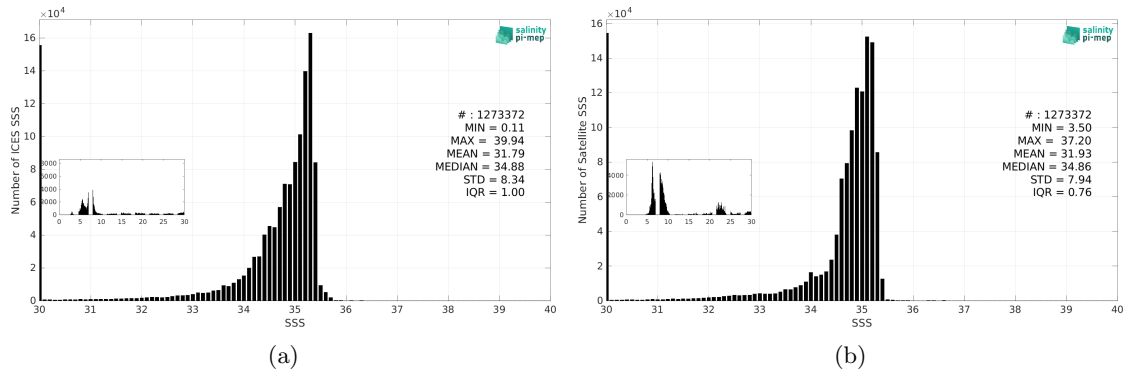 ×10⁴
16
14
12
10
8
6
4
2
0
Number of ICES SSS
30 31 32 33 34 35 36 37 38 39 40
SSS
8000
6000
4000
2000
0
0 5 10 15 20 25 30
salinity
pi-mep
# : 1273372
MIN = 0.11
MAX = 39.94
MEAN = 31.79
MEDIAN = 34.88
STD = 8.34
IQR = 1.00
(a)
×10⁴
16
14
12
10
8
6
4
2
0
Number of Satellite SSS
30 31 32 33 34 35 36 37 38 39 40
SSS
4000
2000
0
0 5 10 15 20 25 30
salinity
pi-mep
# : 1273372
MIN = 3.50
MAX = 37.20
MEAN = 31.93
MEDIAN = 34.86
STD = 7.94
IQR = 0.76
(b)